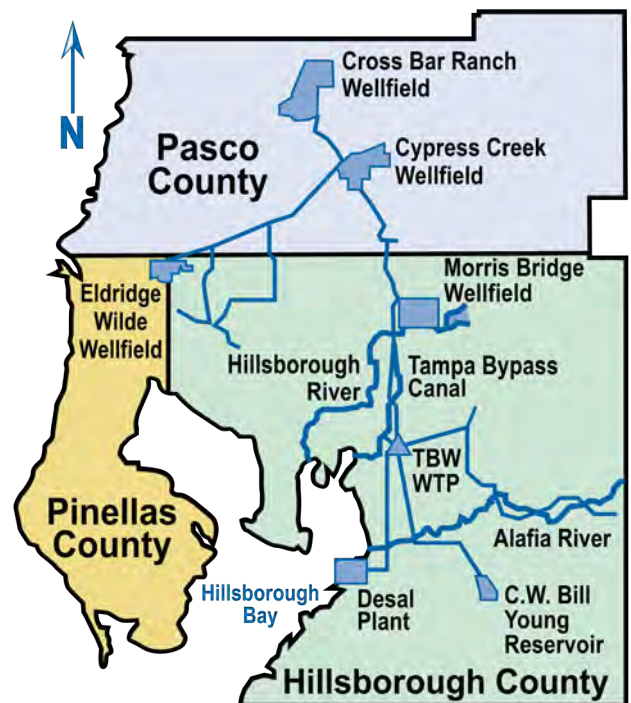 Cross Bar Ranch
Wellfield
N
Pasco
County
Cypress Creek
Wellfield
Eldridge
Wilde
Wellfield
Morris Bridge
Wellfield
Hillsborough
River
Tampa Bypass
Canal
TBW
WTP
Pinellas
County
Alafia River
Hillsborough
Bay
Desal
Plant
C.W. Bill
Young
Reservoir
Hillsborough County